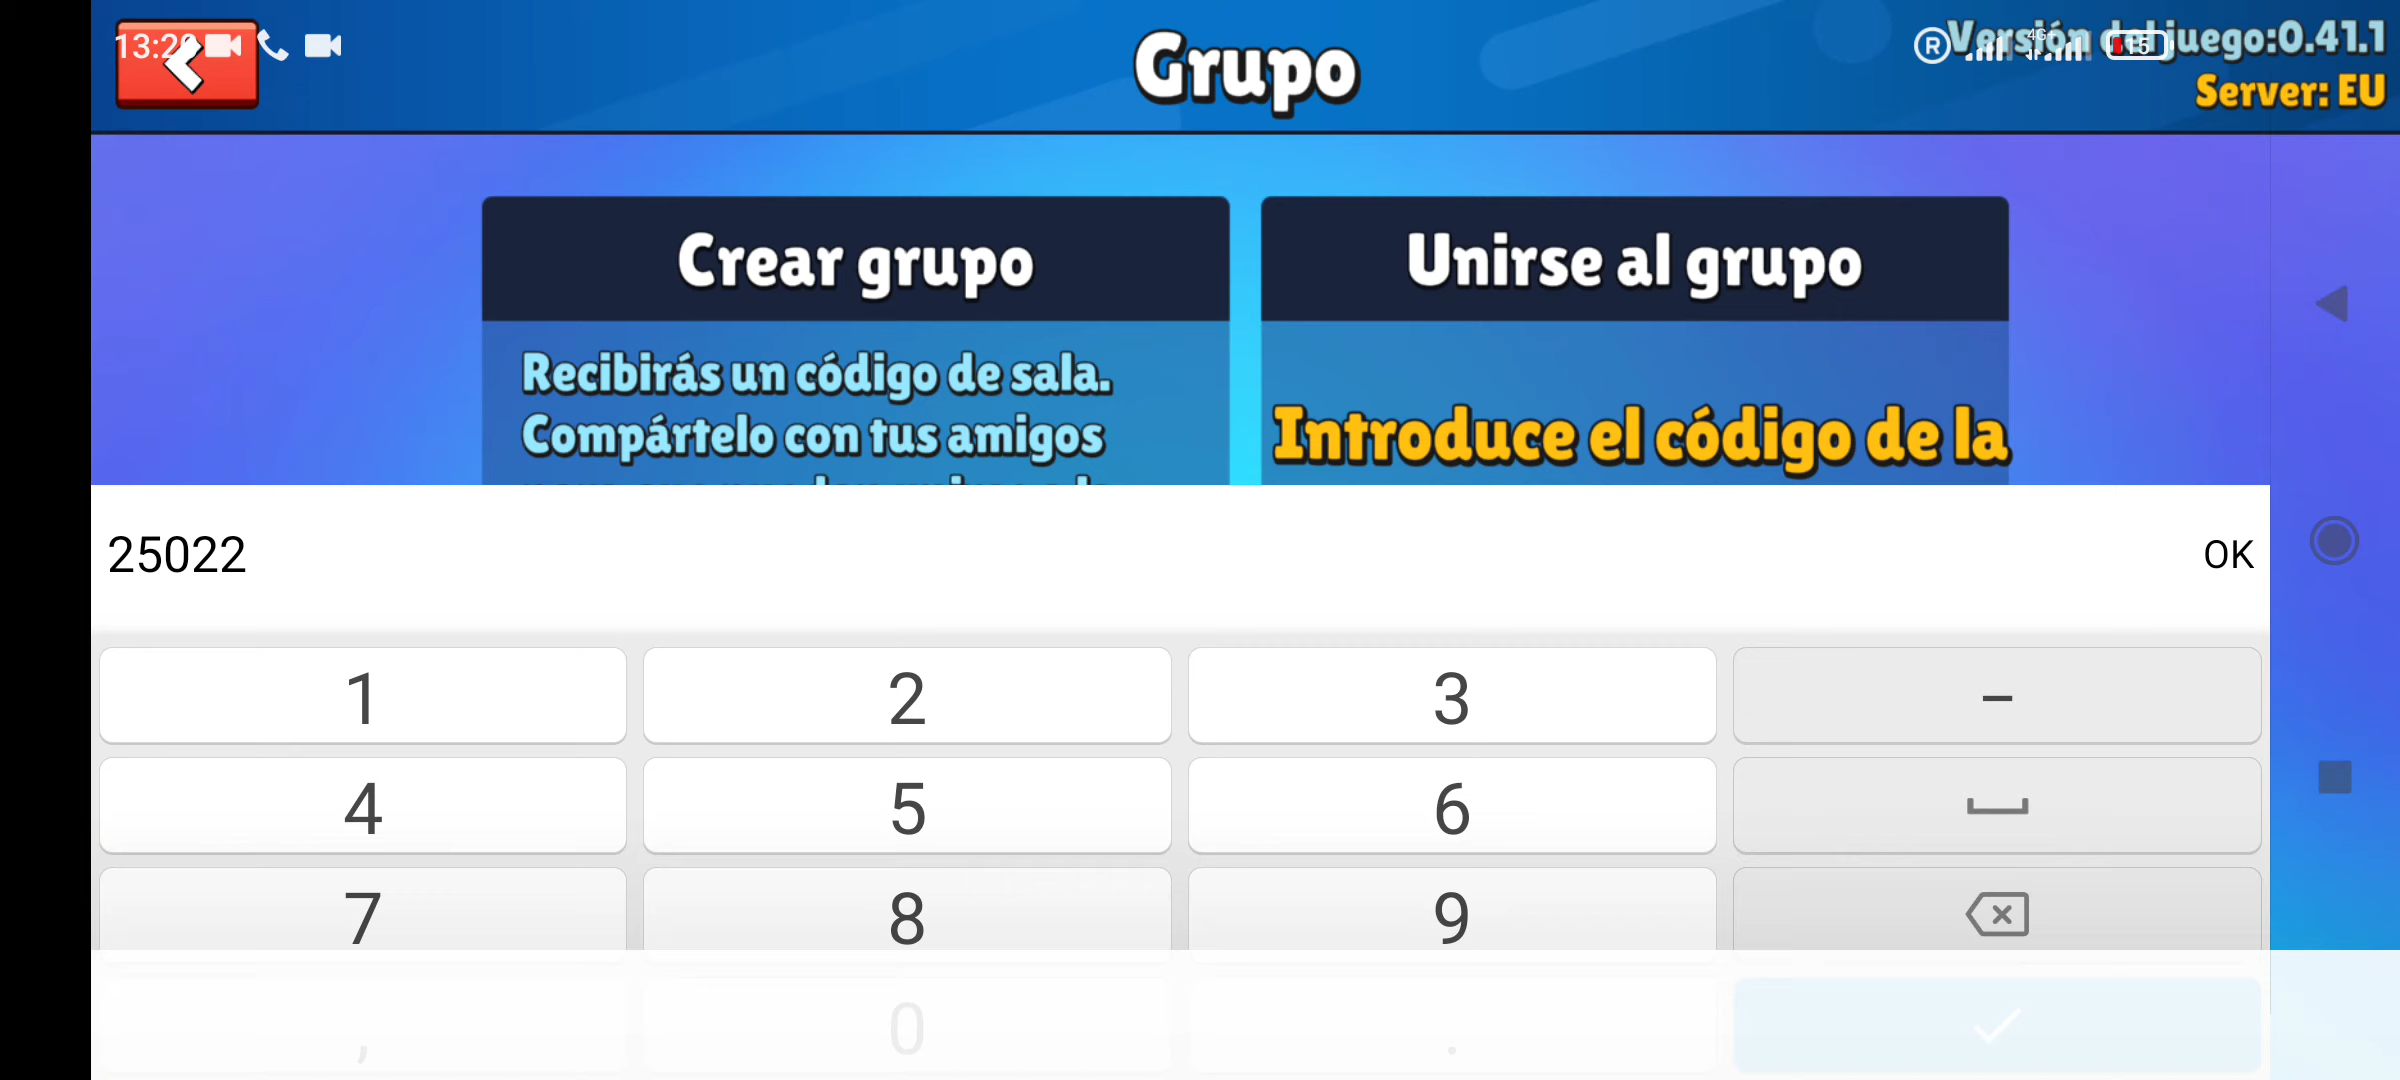 Grupo
Versión del juego:0.41.1
Server: EU
Crear grupo
Recibirás un código de sala.
Compártelo con tus amigos
Unirse al grupo
Introduce el código de la
25022
OK
1 2 3 –
4 5 6
7 8 9
, 0 .